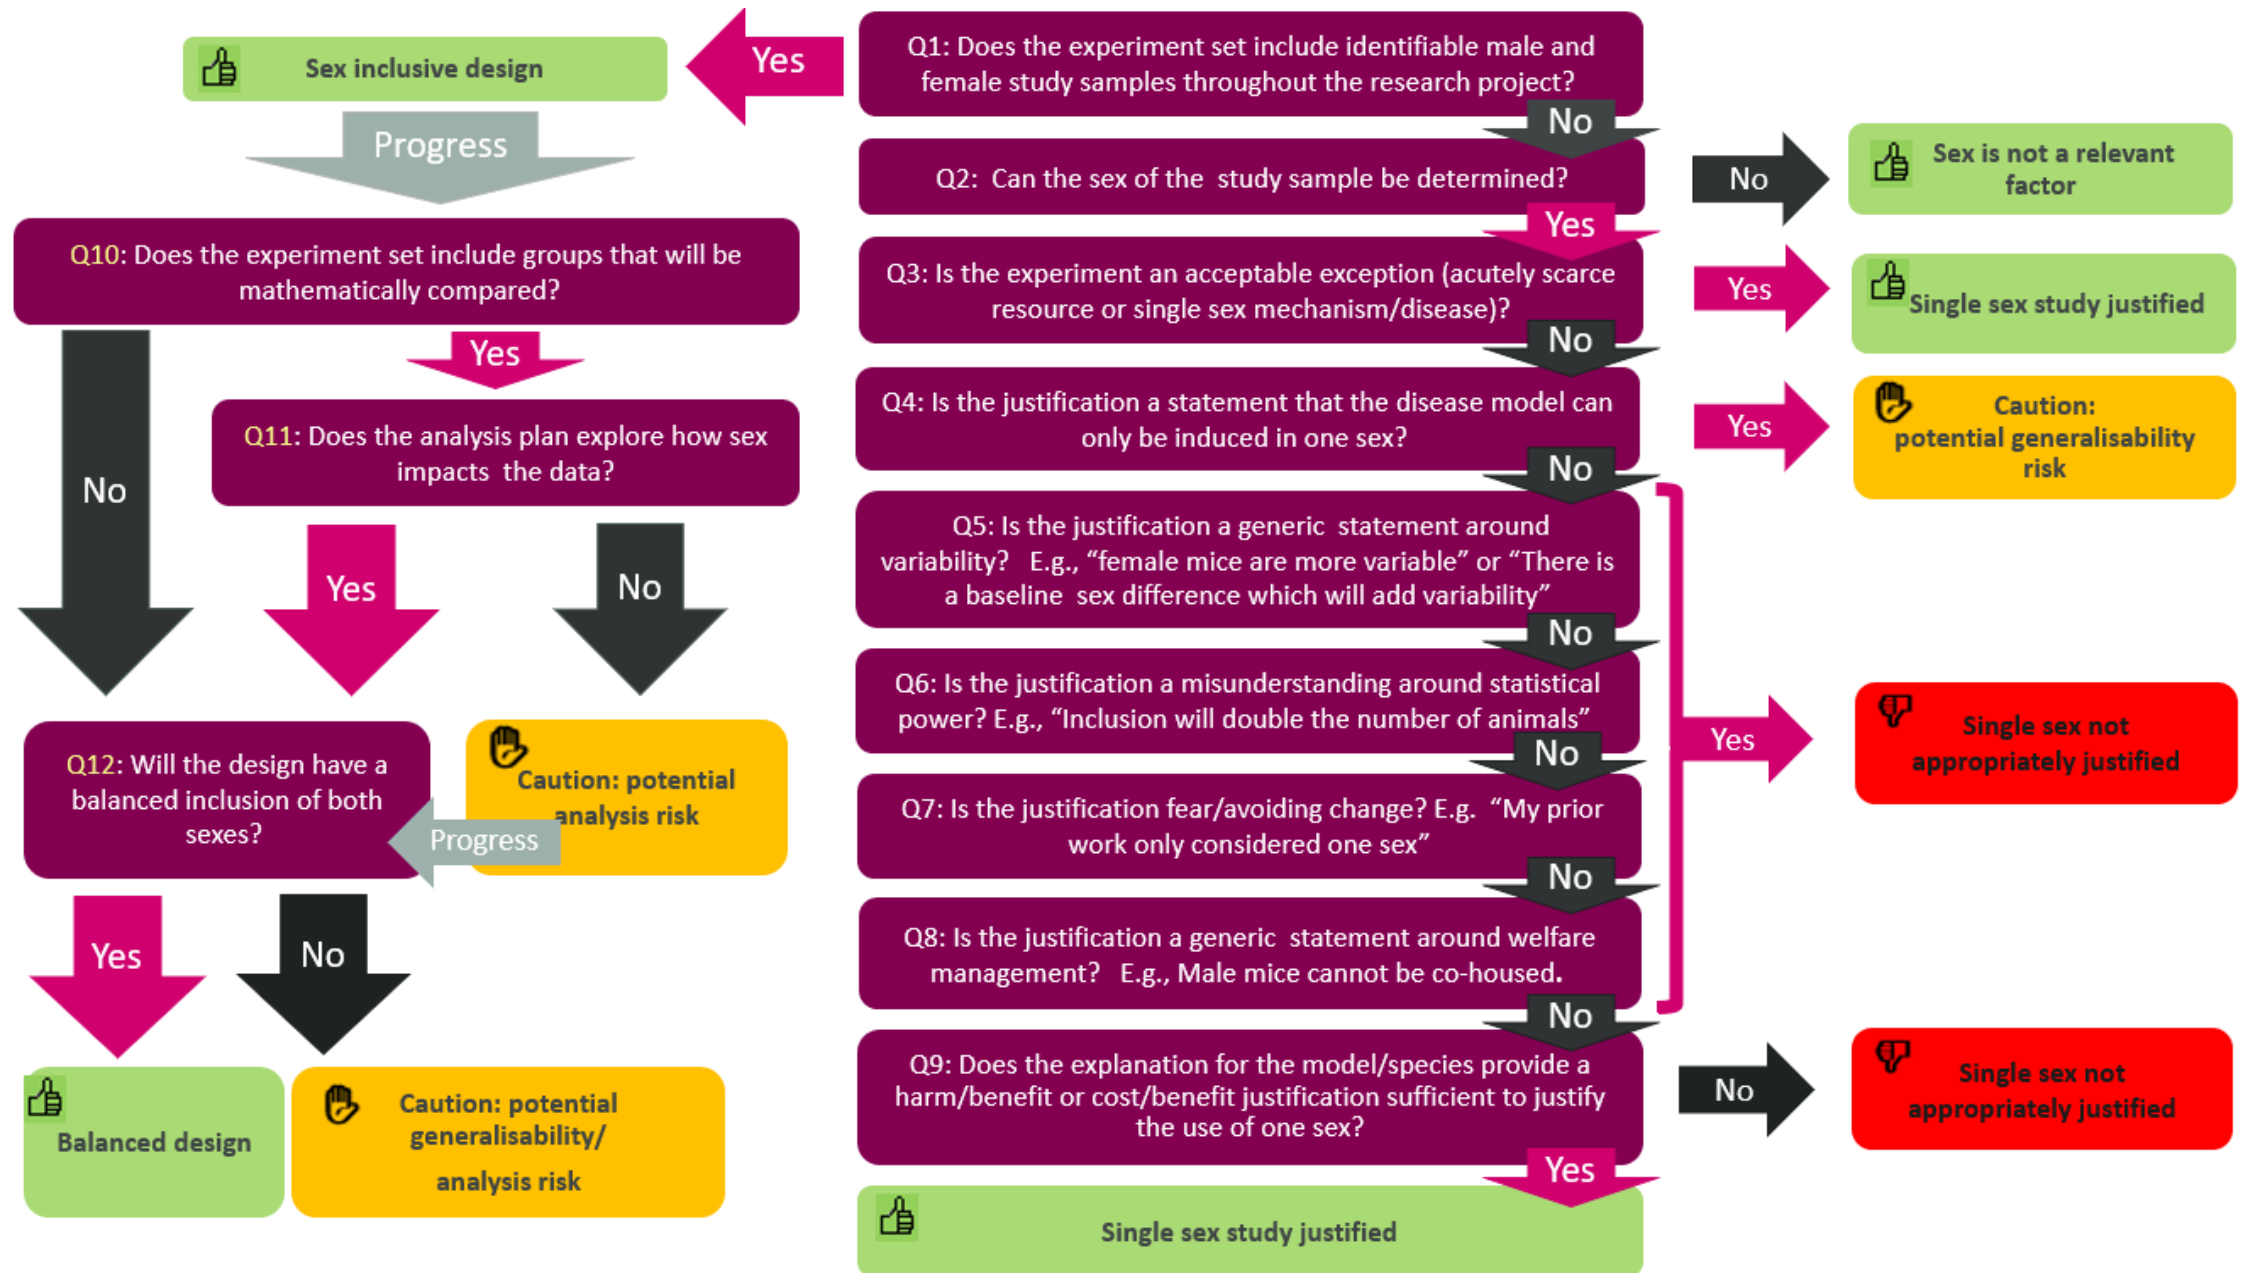 Sex inclusive design
Yes
Q1: Does the experiment set include identifiable male and
female study samples throughout the research project?
No
Progress
Q2: Can the sex of the study sample be determined?
No
Sex is not a relevant
factor
Yes
Q10: Does the experiment set include groups that will be
mathematically compared?
Q3: Is the experiment an acceptable exception (acutely scarce
resource or single sex mechanism/disease)?
Yes
Single sex study justified
No
Yes
Q4: Is the justification a statement that the disease model can
only be induced in one sex?
Yes
Caution:
potential generalisability
risk
No
Q11: Does the analysis plan explore how sex
impacts the data?
No
Q5: Is the justification a generic statement around
variability? E.g., “female mice are more variable” or “There is
a baseline sex difference which will add variability”
Yes
No
No
Q6: Is the justification a misunderstanding around statistical
power? E.g., “Inclusion will double the number of animals”
No
Yes
Single sex not
appropriately justified
Q12: Will the design have a
balanced inclusion of both
sexes?
Caution: potential
analysis risk
Progress
Q7: Is the justification fear/avoiding change? E.g. “My prior
work only considered one sex”
No
Yes
No
Q8: Is the justification a generic statement around welfare
management? E.g., Male mice cannot be co-housed.
No
Balanced design
Caution: potential
generalisability/
analysis risk
Q9: Does the explanation for the model/species provide a
harm/benefit or cost/benefit justification sufficient to justify
the use of one sex?
No
Single sex not
appropriately justified
Yes
Single sex study justified